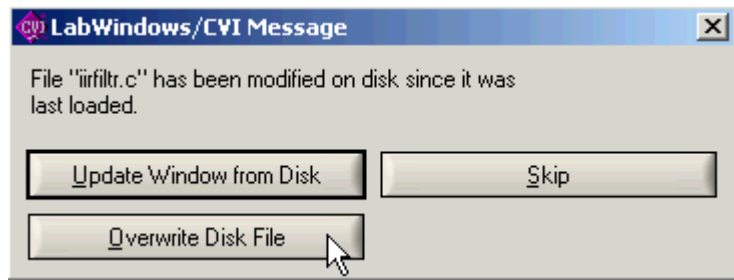 CVI LabWindows/CVI Message
File "iirfiltr.c" has been modified on disk since it was
last loaded.
Update Window from Disk Skip
Overwrite Disk File